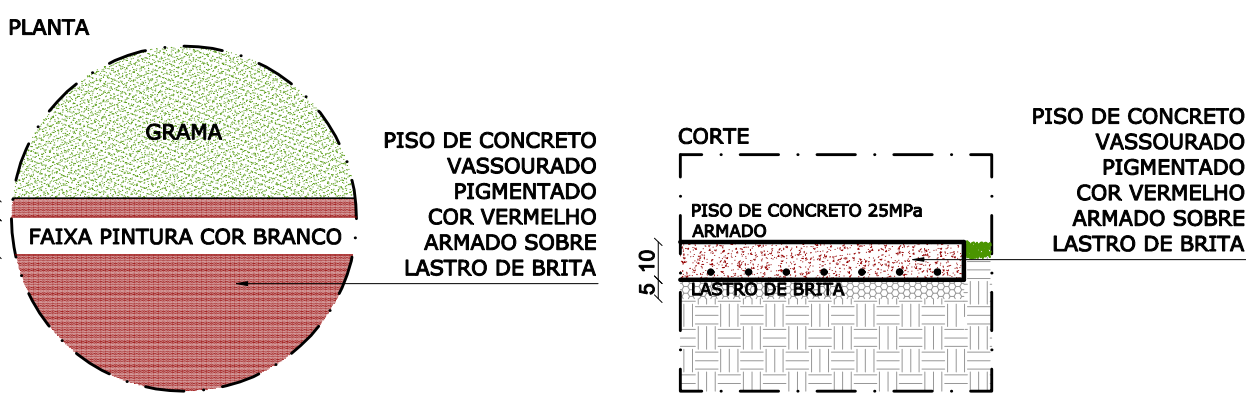 PLANTA
GRAMA
FAIXA PINTURA COR BRANCO
PISO DE CONCRETO
VASSOURADO
PIGMENTADO
COR VERMELHO
ARMADO SOBRE
LASTRO DE BRITA
CORTE
PISO DE CONCRETO 25MPa
ARMADO
LASTRO DE BRITA
10
5
PISO DE CONCRETO
VASSOURADO
PIGMENTADO
COR VERMELHO
ARMADO SOBRE
LASTRO DE BRITA